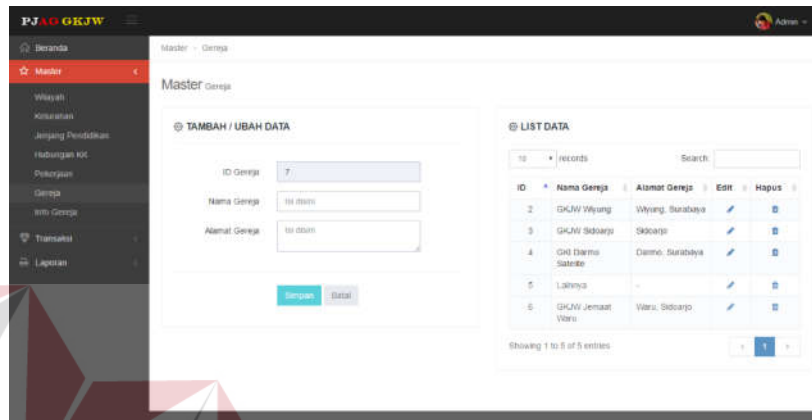 PJAG GKJW
Admin
Beranda
Master > Gereja
Master
Wilayah
Kelurahan
Jenjang Pendidikan
Hubungan KK
Pekerjaan
Gereja
Info Gereja
Transaksi
Laporan
Master Gereja
TAMBAH / UBAH DATA
ID Gereja 7
Nama Gereja Isi disini
Alamat Gereja Isi disini
Simpan Batal
LIST DATA
10 records Search:
ID Nama Gereja Alamat Gereja Edit Hapus
2 GKJW Wiyung Wiyung, Surabaya
3 GKJW Sidoarjo Sidoarjo
4 GKI Darmo Satelite Darmo, Surabaya
5 Lainnya -
6 GKJW Jemaat Waru Waru, Sidoarjo
Showing 1 to 5 of 5 entries
1